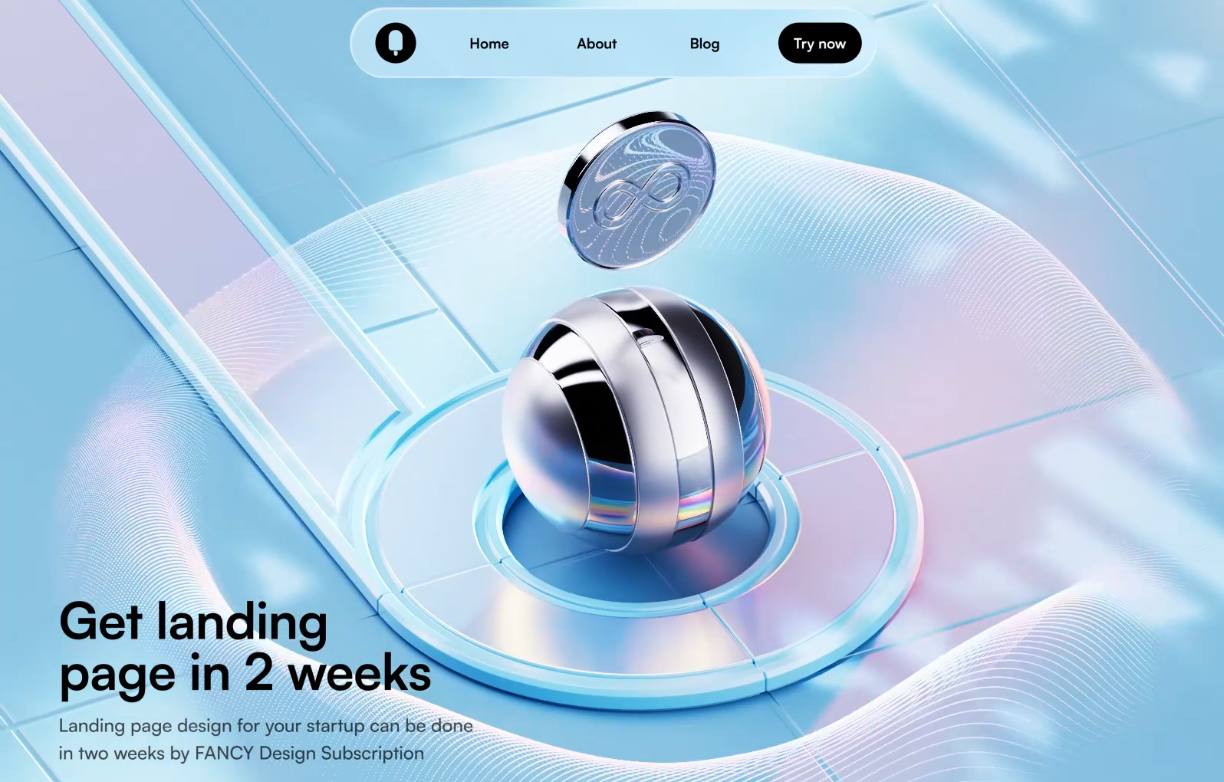 Home
About
Blog
Try now
Get landing
page in 2 weeks
Landing page design for your startup can be done
in two weeks by FANCY Design Subscription